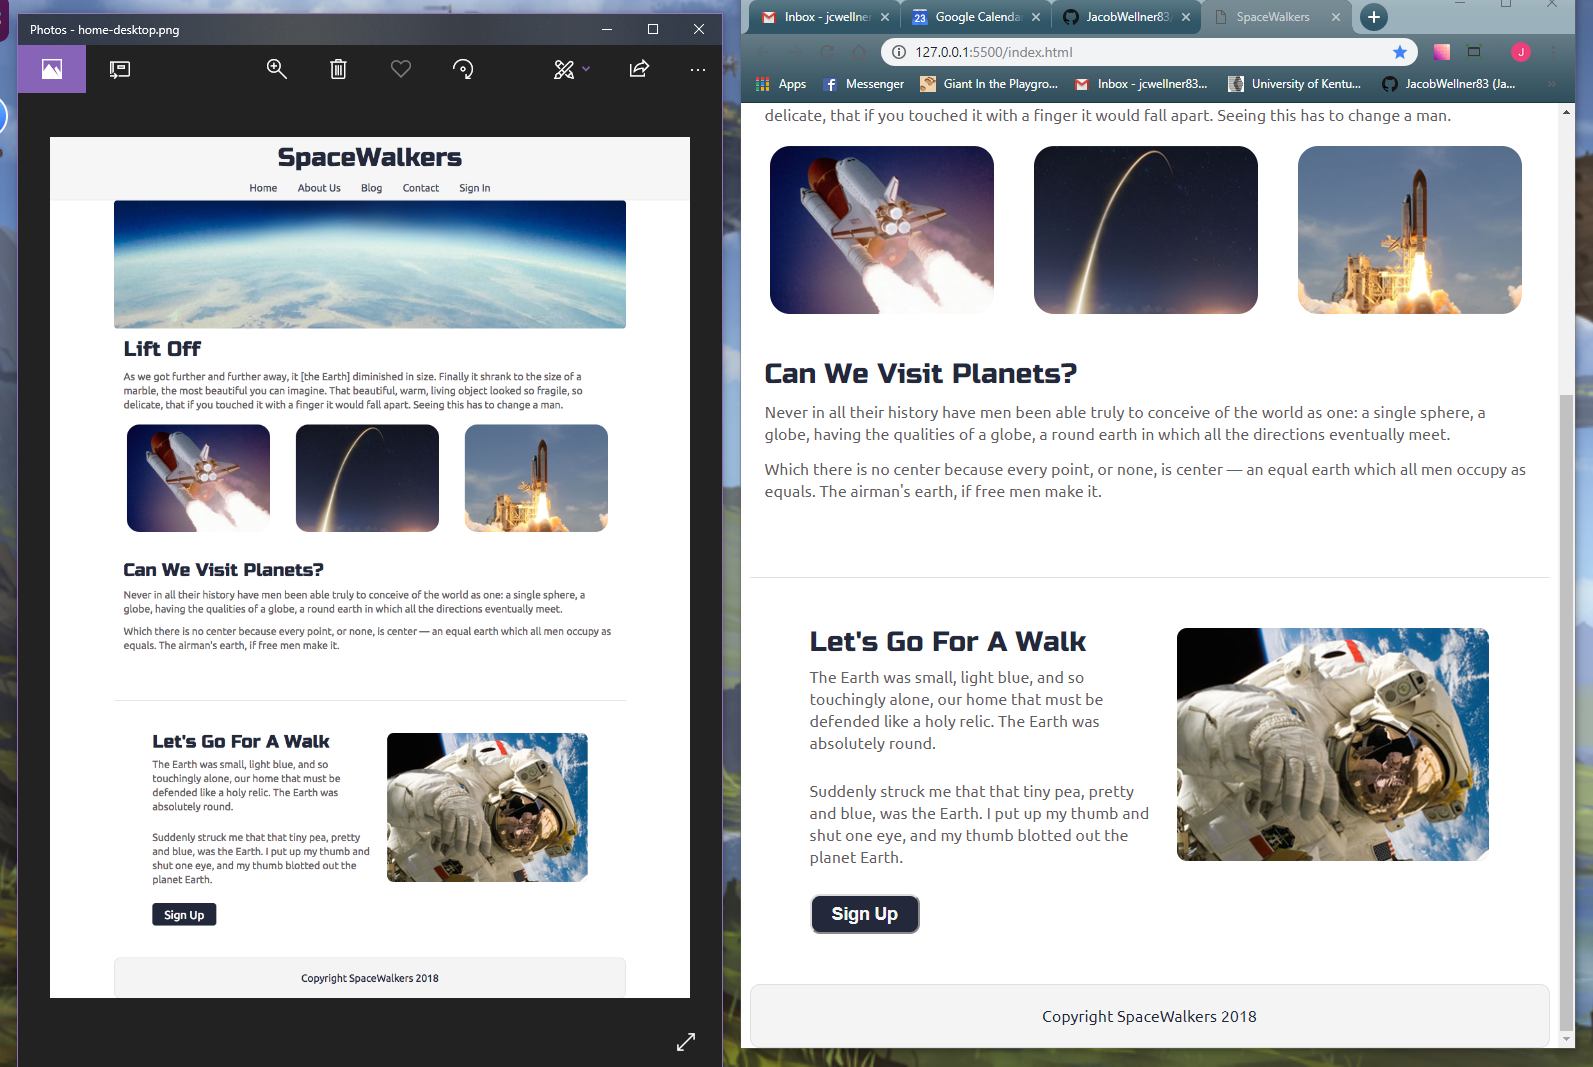 Photos - home-desktop.png
SpaceWalkers
Home About Us Blog Contact Sign In
Lift Off
As we got further and further away, it [the Earth] diminished in size. Finally it shrank to the size of a
marble, the most beautiful you can imagine. That beautiful, warm, living object looked so fragile, so
delicate, that if you touched it with a finger it would fall apart. Seeing this has to change a man.
Can We Visit Planets?
Never in all their history have men been able truly to conceive of the world as one: a single sphere, a
globe, having the qualities of a globe, a round earth in which all the directions eventually meet.
Which there is no center because every point, or none, is center — an equal earth which all men occupy as
equals. The airman's earth, if free men make it.
Let's Go For A Walk
The Earth was small, light blue, and so
touchingly alone, our home that must be
defended like a holy relic. The Earth was
absolutely round.
Suddenly struck me that that tiny pea, pretty
and blue, was the Earth. I put up my thumb and
shut one eye, and my thumb blotted out the
planet Earth.
Sign Up
Copyright SpaceWalkers 2018
Inbox - jcwellner 23 Google Calenda JacobWellner83/ SpaceWalkers
127.0.0.1:5500/index.html J
Apps Messenger Giant In the Playgro... Inbox - jcwellner83... University of Kentu... JacobWellner83 (Ja...
delicate, that if you touched it with a finger it would fall apart. Seeing this has to change a man.
Can We Visit Planets?
Never in all their history have men been able truly to conceive of the world as one: a single sphere, a
globe, having the qualities of a globe, a round earth in which all the directions eventually meet.
Which there is no center because every point, or none, is center — an equal earth which all men occupy as
equals. The airman's earth, if free men make it.
Let's Go For A Walk
The Earth was small, light blue, and so
touchingly alone, our home that must be
defended like a holy relic. The Earth was
absolutely round.
Suddenly struck me that that tiny pea, pretty
and blue, was the Earth. I put up my thumb and
shut one eye, and my thumb blotted out the
planet Earth.
Sign Up
Copyright SpaceWalkers 2018